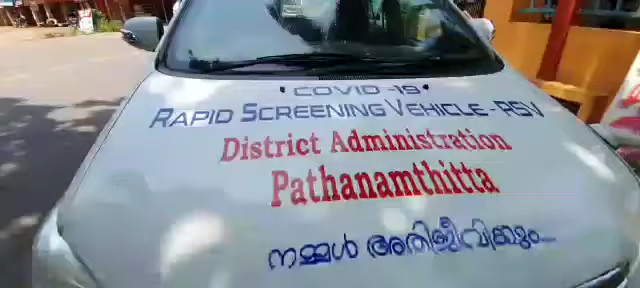 COVID -19
RAPID SCREENING VEHICLE - RSV
District Administration
Pathanamthitta
നമ്മൾ അതിജീവിക്കും...